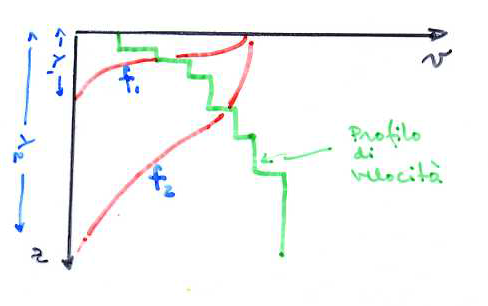 v
λ₁
λ₂
f₁
f₂
Profilo
di
velocità
z